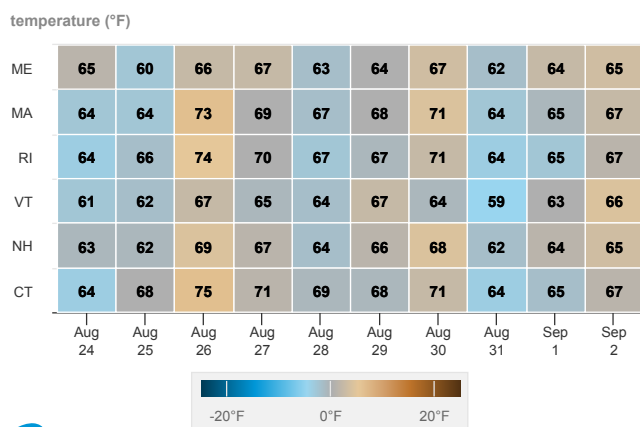 temperature (°F)
ME 65 60 66 67 63 64 67 62 64 65
MA 64 64 73 69 67 68 71 64 65 67
RI 64 66 74 70 67 67 71 64 65 67
VT 61 62 67 65 64 67 64 59 63 66
NH 63 62 69 67 64 66 68 62 64 65
CT 64 68 75 71 69 68 71 64 65 67
Aug Aug Aug Aug Aug Aug Aug Aug Sep Sep
24 25 26 27 28 29 30 31 1 2
-20°F 0°F 20°F